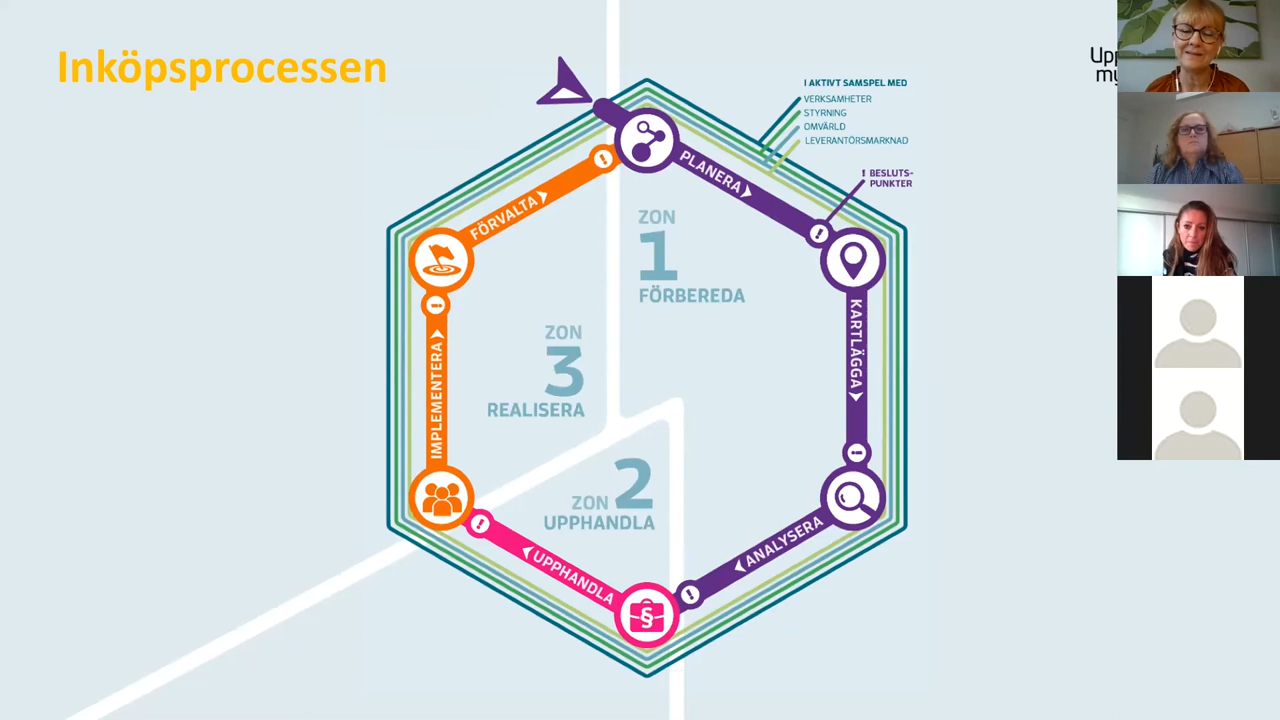 Inköpsprocessen
I AKTIVT SAMSPEL MED
VERKSAMHETER
STYRNING
OMVÄRLD
LEVERANTÖRSMARKNAD
! BESLUTS-
PUNKTER
PLANERA
KARTLÄGGA
ANALYSERA
UPPHANDLA
IMPLEMENTERA
FÖRVALTA
ZON
1
FÖRBEREDA
ZON
3
REALISERA
ZON 2
UPPHANDLA
§